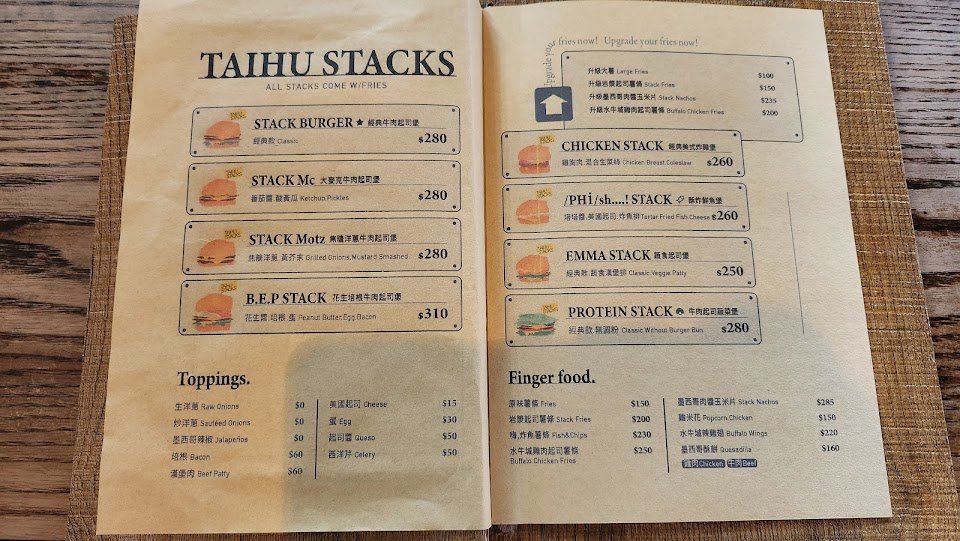 TAIHU STACKS
ALL STACKS COME W/FRIES
STACK BURGER ★ 經典牛肉起司堡
經典款 Classic $280
STACK Mc 大麥克牛肉起司堡
番茄醬,酸黃瓜 Ketchup,Pickles $280
STACK Motz 焦糖洋蔥牛肉起司堡
焦糖洋蔥,黃芥末 Grilled Onions,Mustard Smashed $280
B.E.P STACK 花生培根牛肉起司堡
花生醬,培根,蛋 Peanut Butter,Egg,Bacon $310
Toppings.
生洋蔥 Raw Onions $0
炒洋蔥 Sautéed Onions $0
墨西哥辣椒 Jalapeños $0
培根 Bacon $60
漢堡肉 Beef Patty $60
美國起司 Cheese $15
蛋 Egg $30
起司醬 Queso $50
西洋芹 Celery $50
Upgrade your fries now! Upgrade your fries now!
升級大薯 Large Fries $100
升級岩漿起司薯條 Stack Fries $150
升級墨西哥肉醬玉米片 Stack Nachos $235
升級水牛城雞肉起司薯條 Buffalo Chicken Fries $200
CHICKEN STACK 經典美式炸雞堡
雞胸肉,混合生菜絲 Chicken Breast,Coleslaw $260
/PHİ/sh....! STACK 酥炸鮮魚堡
塔塔醬,美國起司,炸魚排Tartar,Fried Fish,Cheese $260
EMMA STACK 蔬食起司堡
經典款,蔬食漢堡排 Classic,Veggie Patty $250
PROTEIN STACK 牛肉起司蔬菜堡
經典款,無澱粉 Classic Without Burger Bun $280
Finger food.
原味薯條 Fries $150
岩漿起司薯條 Stack Fries $200
嗨,炸魚薯條 Fish&Chips $230
水牛城雞肉起司薯條 $250
Buffalo Chicken Fries
墨西哥肉醬玉米片 Stack Nachos $285
雞米花 Popcorn Chicken $150
水牛城辣雞翅 Buffalo Wings $220
墨西哥酥餅 Quesadilla $160
雞肉Chicken 牛肉Beef